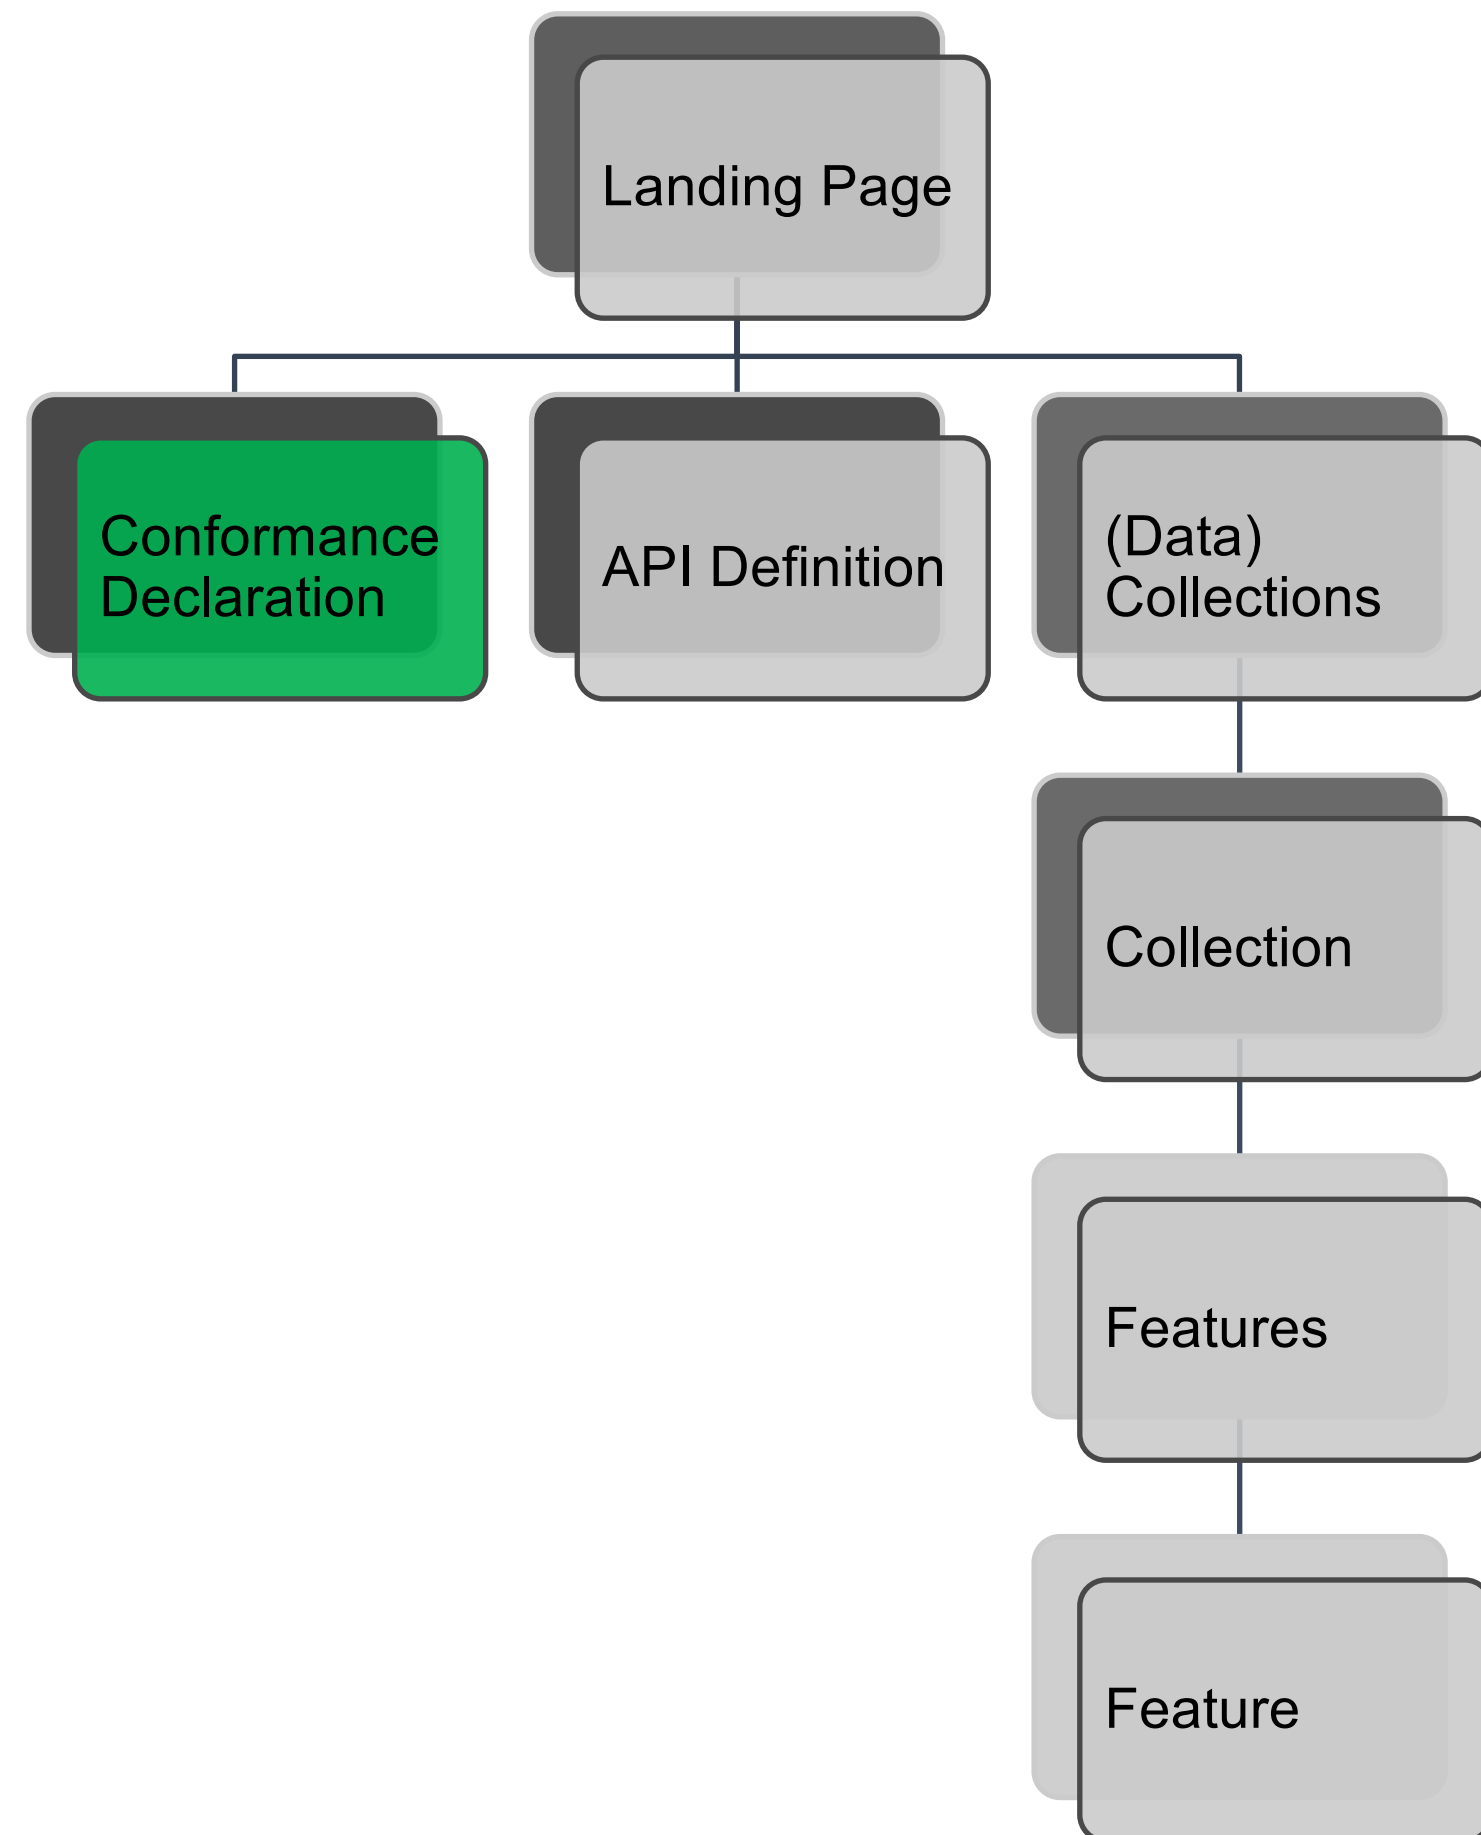 Landing Page
Conformance
Declaration
API Definition
(Data)
Collections
Collection
Features
Feature